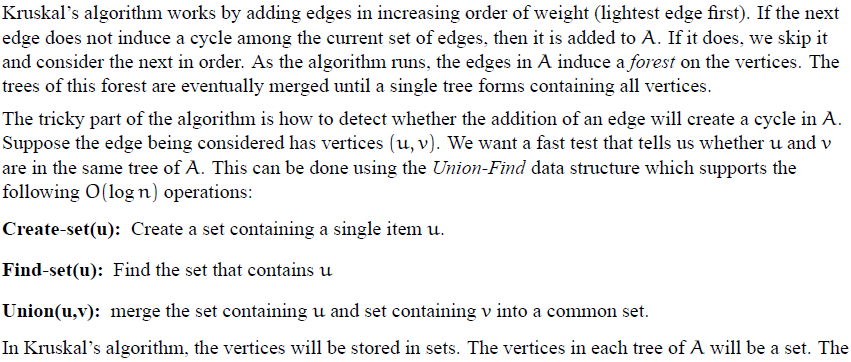 Kruskal's algorithm works by adding edges in increasing order of weight (lightest edge first). If the next
edge does not induce a cycle among the current set of edges, then it is added to A. If it does, we skip it
and consider the next in order. As the algorithm runs, the edges in A induce a forest on the vertices. The
trees of this forest are eventually merged until a single tree forms containing all vertices.
The tricky part of the algorithm is how to detect whether the addition of an edge will create a cycle in A.
Suppose the edge being considered has vertices (u, v). We want a fast test that tells us whether u and v
are in the same tree of A. This can be done using the Union-Find data structure which supports the
following O(log n) operations:
Create-set(u): Create a set containing a single item u.
Find-set(u): Find the set that contains u
Union(u,v): merge the set containing u and set containing v into a common set.
In Kruskal's algorithm, the vertices will be stored in sets. The vertices in each tree of A will be a set. The